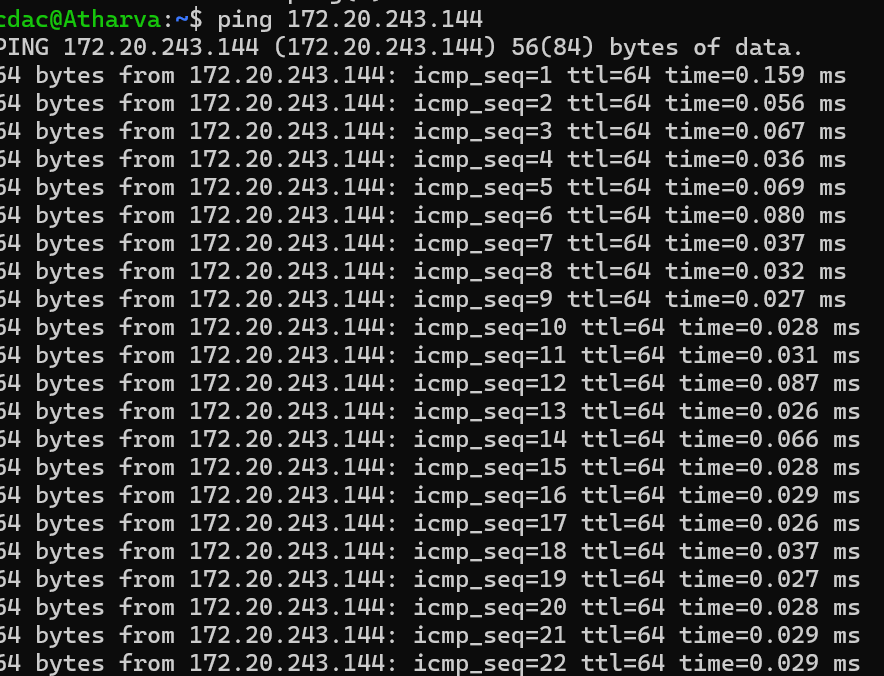 cdac@Atharva:~$ ping 172.20.243.144
PING 172.20.243.144 (172.20.243.144) 56(84) bytes of data.
64 bytes from 172.20.243.144: icmp_seq=1 ttl=64 time=0.159 ms
64 bytes from 172.20.243.144: icmp_seq=2 ttl=64 time=0.056 ms
64 bytes from 172.20.243.144: icmp_seq=3 ttl=64 time=0.067 ms
64 bytes from 172.20.243.144: icmp_seq=4 ttl=64 time=0.036 ms
64 bytes from 172.20.243.144: icmp_seq=5 ttl=64 time=0.069 ms
64 bytes from 172.20.243.144: icmp_seq=6 ttl=64 time=0.080 ms
64 bytes from 172.20.243.144: icmp_seq=7 ttl=64 time=0.037 ms
64 bytes from 172.20.243.144: icmp_seq=8 ttl=64 time=0.032 ms
64 bytes from 172.20.243.144: icmp_seq=9 ttl=64 time=0.027 ms
64 bytes from 172.20.243.144: icmp_seq=10 ttl=64 time=0.028 ms
64 bytes from 172.20.243.144: icmp_seq=11 ttl=64 time=0.031 ms
64 bytes from 172.20.243.144: icmp_seq=12 ttl=64 time=0.087 ms
64 bytes from 172.20.243.144: icmp_seq=13 ttl=64 time=0.026 ms
64 bytes from 172.20.243.144: icmp_seq=14 ttl=64 time=0.066 ms
64 bytes from 172.20.243.144: icmp_seq=15 ttl=64 time=0.028 ms
64 bytes from 172.20.243.144: icmp_seq=16 ttl=64 time=0.029 ms
64 bytes from 172.20.243.144: icmp_seq=17 ttl=64 time=0.026 ms
64 bytes from 172.20.243.144: icmp_seq=18 ttl=64 time=0.037 ms
64 bytes from 172.20.243.144: icmp_seq=19 ttl=64 time=0.027 ms
64 bytes from 172.20.243.144: icmp_seq=20 ttl=64 time=0.028 ms
64 bytes from 172.20.243.144: icmp_seq=21 ttl=64 time=0.029 ms
64 bytes from 172.20.243.144: icmp_seq=22 ttl=64 time=0.029 ms